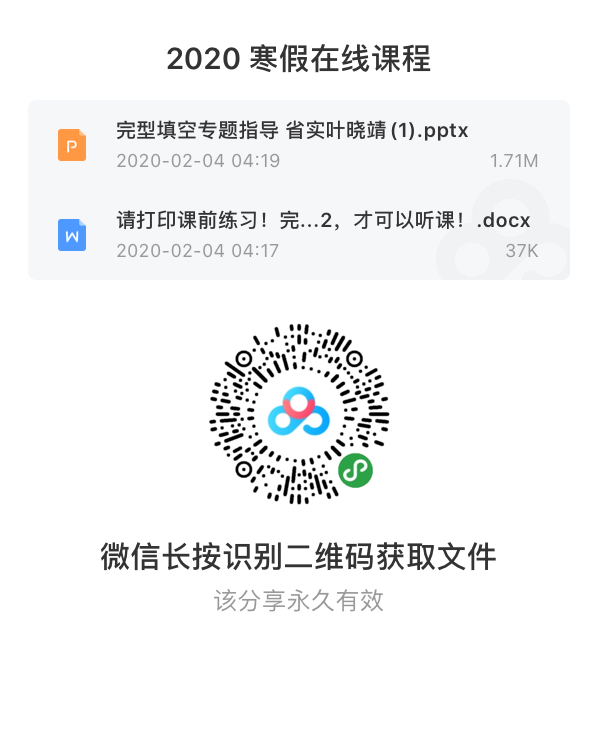 2020 寒假在线课程
完型填空专题指导 省实叶晓靖(1).pptx
2020-02-04 04:19 1.71M
请打印课前练习！完...2，才可以听课！.docx
2020-02-04 04:17 37K
微信长按识别二维码获取文件
该分享永久有效